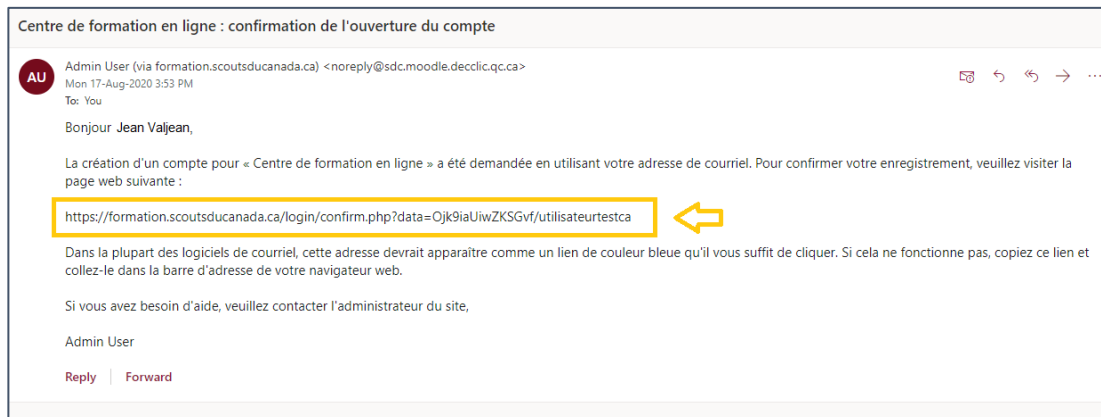 Centre de formation en ligne : confirmation de l'ouverture du compte
AU
Admin User (via formation.scoutsducanada.ca) <noreply@sdc.moodle.decclic.qc.ca>
Mon 17-Aug-2020 3:53 PM
To: You
Bonjour Jean Valjean,
La création d'un compte pour « Centre de formation en ligne » a été demandée en utilisant votre adresse de courriel. Pour confirmer votre enregistrement, veuillez visiter la
page web suivante :
https://formation.scoutsducanada.ca/login/confirm.php?data=Ojk9iaUiwZKSGvf/utilisateurtestca
Dans la plupart des logiciels de courriel, cette adresse devrait apparaître comme un lien de couleur bleue qu'il vous suffit de cliquer. Si cela ne fonctionne pas, copiez ce lien et
collez-le dans la barre d'adresse de votre navigateur web.
Si vous avez besoin d'aide, veuillez contacter l'administrateur du site,
Admin User
Reply | Forward